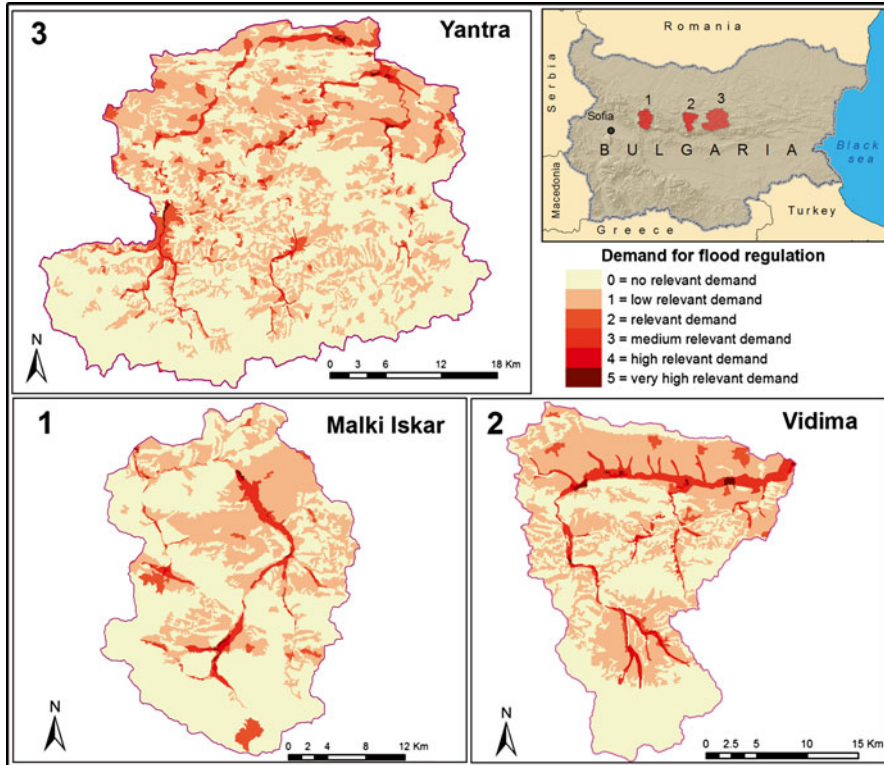 3
Yantra
N
0 3 6 12 18 Km
Romania
Serbia
1
2
3
Sofia
BULGARIA
Black
sea
Macedonia
Turkey
Greece
Demand for flood regulation
0 = no relevant demand
1 = low relevant demand
2 = relevant demand
3 = medium relevant demand
4 = high relevant demand
5 = very high relevant demand
1
Malki Iskar
N
0 2 4 8 12 Km
2
Vidima
N
0 2.5 5 10 15 Km